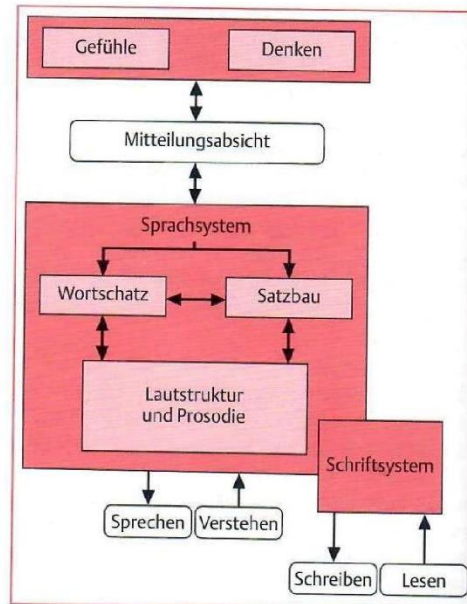 Gefühle
Denken
Mitteilungsabsicht
Sprachsystem
Wortschatz
Satzbau
Lautstruktur
und Prosodie
Schriftsystem
Sprechen
Verstehen
Schreiben
Lesen